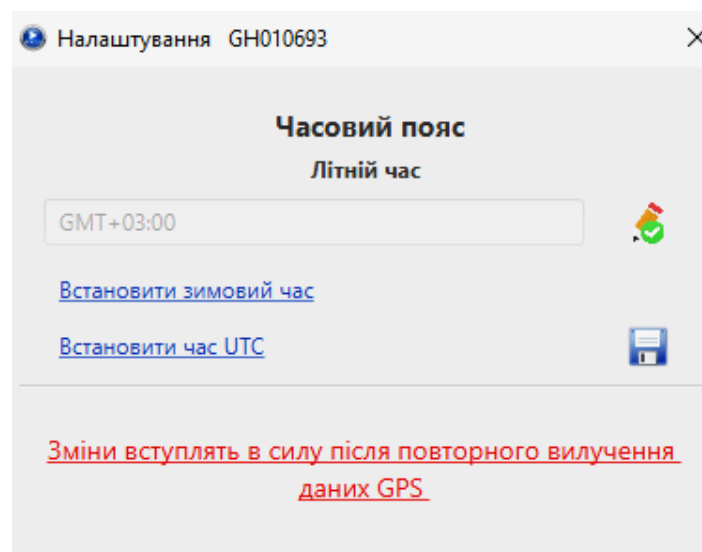 Налаштування GH010693
Часовий пояс
Літній час
GMT+03:00
Встановити зимовий час
Встановити час UTC
Зміни вступлять в силу після повторного вилучення
даних GPS